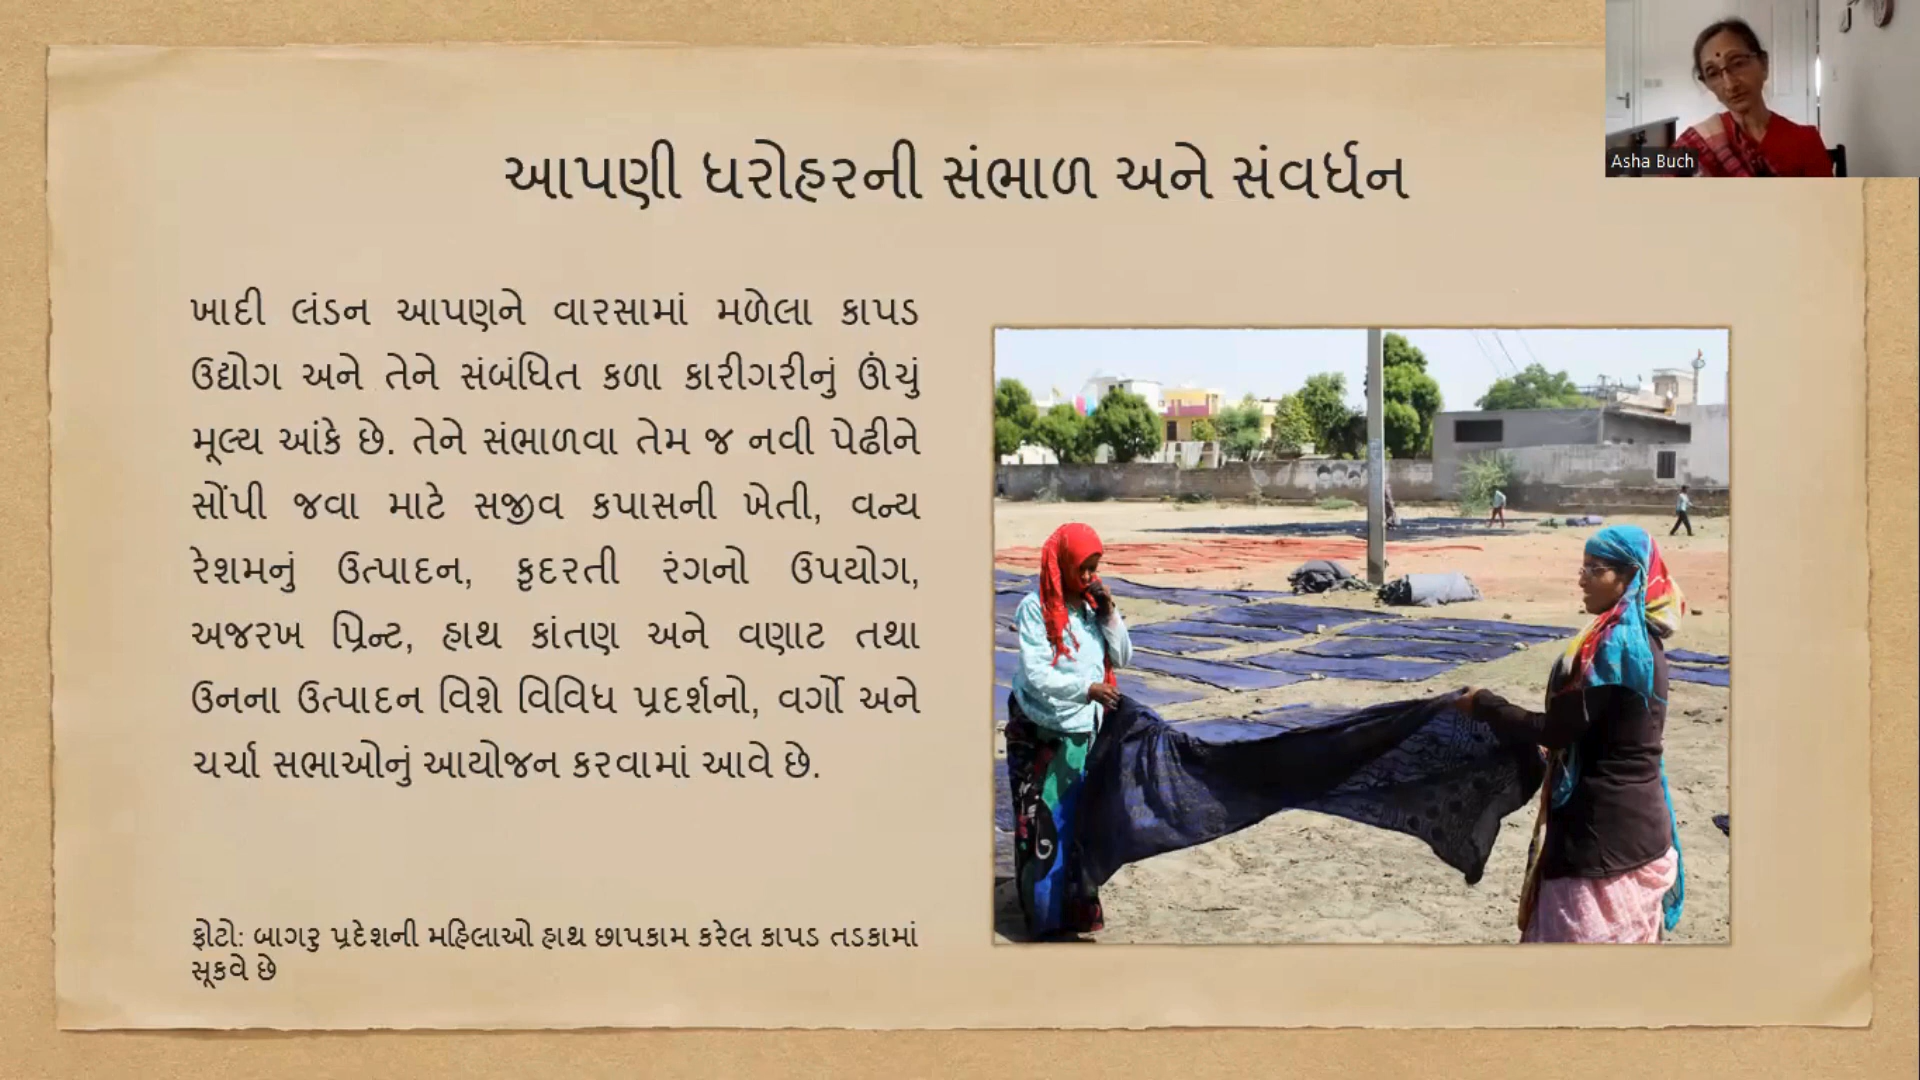 આપણી ધરોહરની સંભાળ અને સંવર્ધન
Asha Buch
ખાદી લંડન આપણને વારસામાં મળેલા કાપડ
ઉદ્યોગ અને તેને સંબંધિત કળા કારીગરીનું ઊંચું
મૂલ્ય આંકે છે. તેને સંભાળવા તેમ જ નવી પેઢીને
સોંપી જવા માટે સજીવ કપાસની ખેતી, વન્ય
રેશમનું ઉત્પાદન, કૃદરતી રંગનો ઉપયોગ,
અજરખ પ્રિન્ટ, હાથ કાંતણ અને વણાટ તથા
ઉનના ઉત્પાદન વિશે વિવિધ પ્રદર્શનો, વર્ગો અને
ચર્ચા સભાઓનું આયોજન કરવામાં આવે છે.
ફોટો: બાગરુ પ્રદેશની મહિલાઓ હાથ છાપકામ કરેલ કાપડ તડકામાં
સૂકવે છે